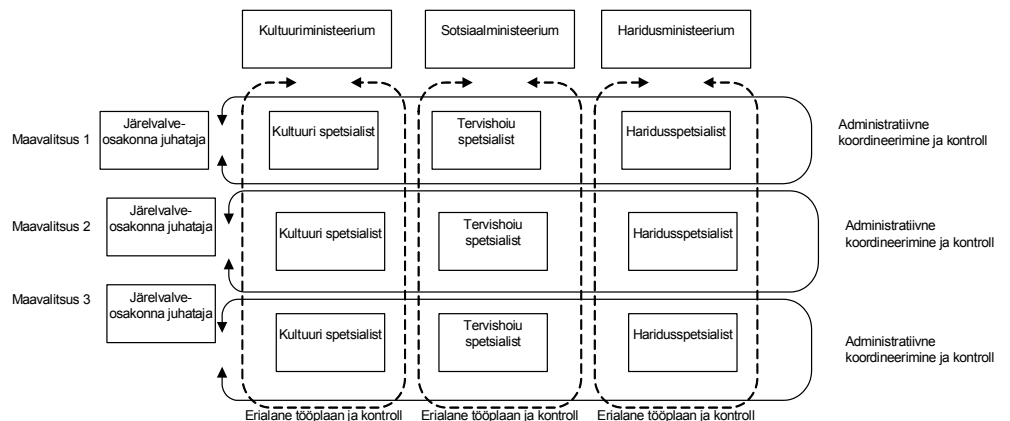 Kultuuriministeerium
Sotsiaalministeerium
Haridusministeerium
Maavalitsus 1
Järelvalve-
osakonna juhataja
Kultuuri spetsialist
Tervishoiu
spetsialist
Haridusspetsialist
Administratiivne
koordineerimine ja kontroll
Maavalitsus 2
Järelvalve-
osakonna juhataja
Kultuuri spetsialist
Tervishoiu
spetsialist
Haridusspetsialist
Administratiivne
koordineerimine ja kontroll
Maavalitsus 3
Järelvalve-
osakonna juhataja
Kultuuri spetsialist
Tervishoiu
spetsialist
Haridusspetsialist
Administratiivne
koordineerimine ja kontroll
Erialane tööplaan ja kontroll
Erialane tööplaan ja kontroll
Erialane tööplaan ja kontroll